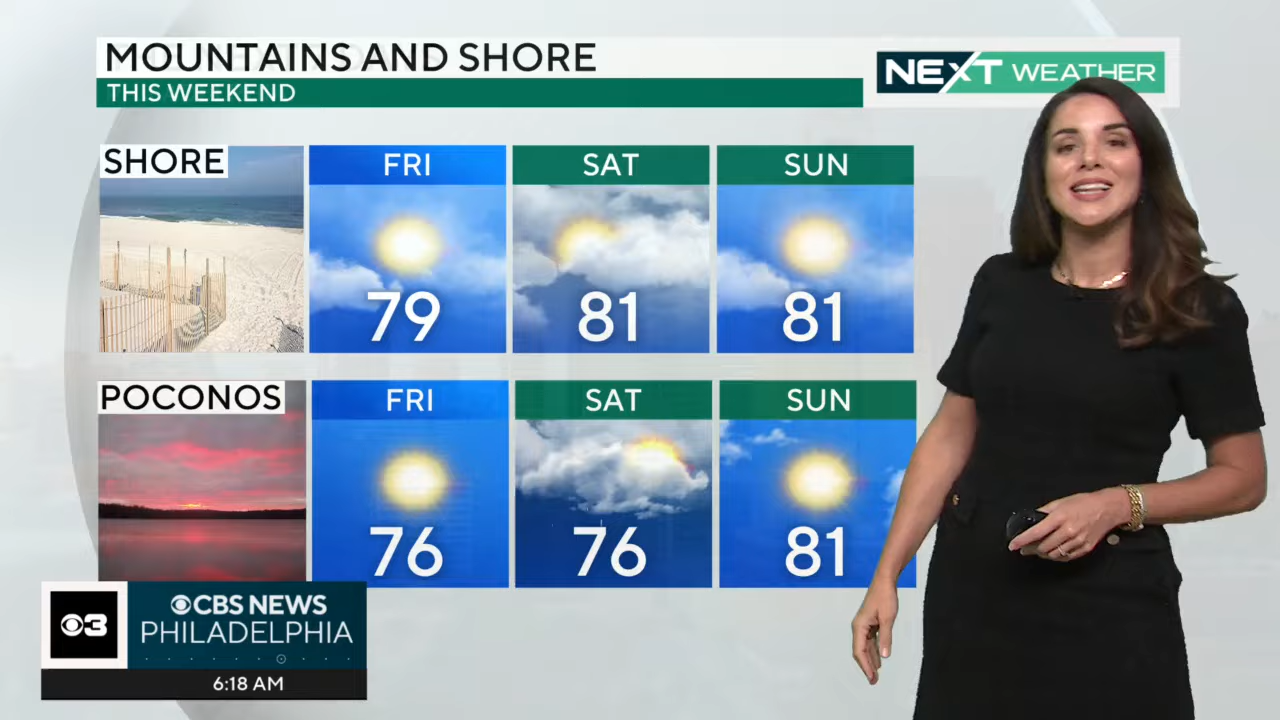 MOUNTAINS AND SHORE
THIS WEEKEND
NEXT WEATHER
SHORE
FRI
SAT
SUN
79
81
81
POCONOS
FRI
SAT
SUN
76
76
81
3
CBS NEWS
PHILADELPHIA
6:18 AM